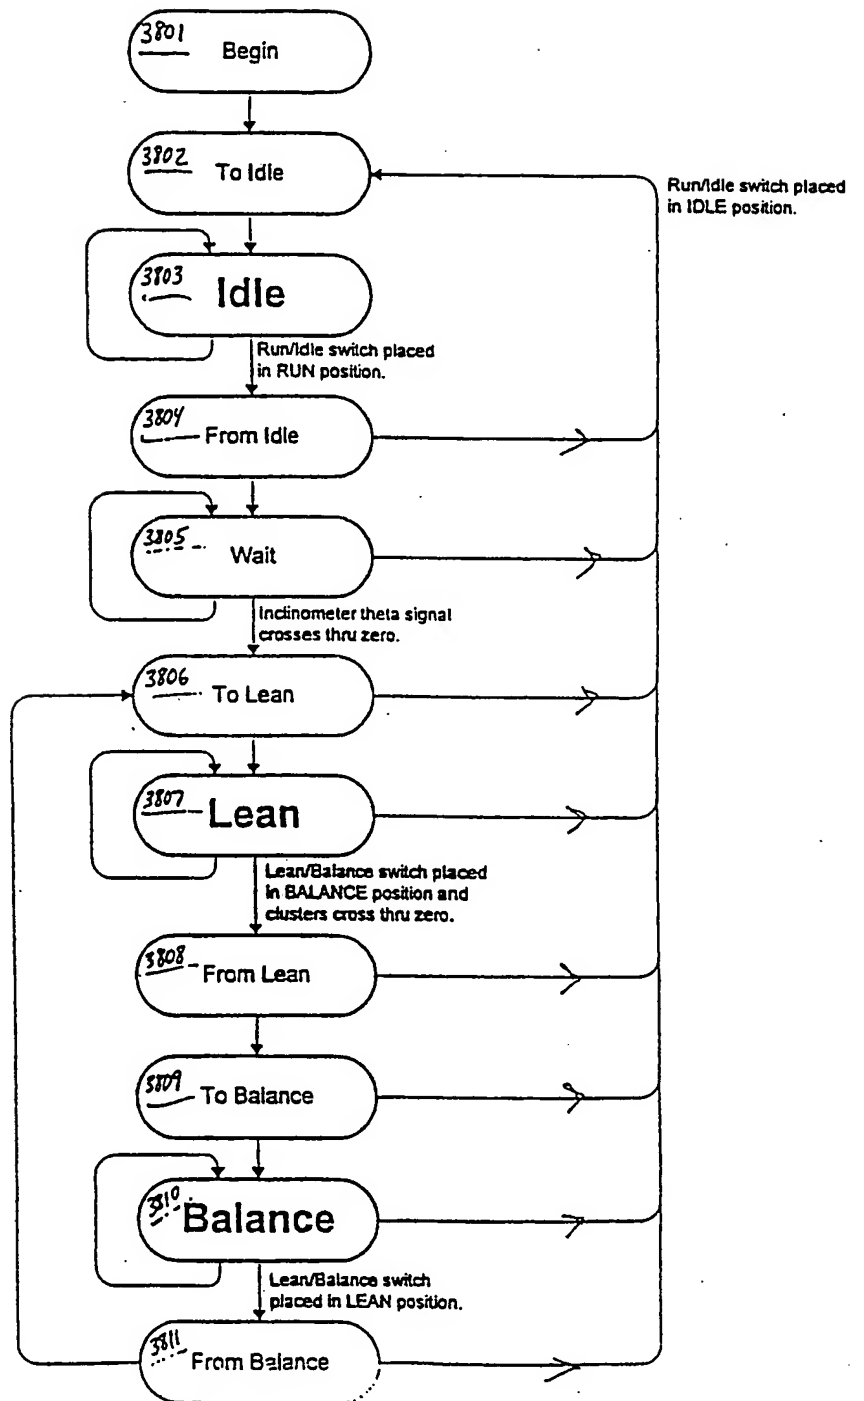 3801
Begin
3802
To Idle
Run/Idle switch placed
in IDLE position.
3803
Idle
Run/Idle switch placed
in RUN position.
3804
From Idle
3805
Wait
Inclinometer theta signal
crosses thru zero.
3806
To Lean
3807
Lean
Lean/Balance switch placed
in BALANCE position and
clusters cross thru zero.
3808
From Lean
3809
To Balance
3810
Balance
Lean/Balance switch
placed in LEAN position.
3811
From Balance